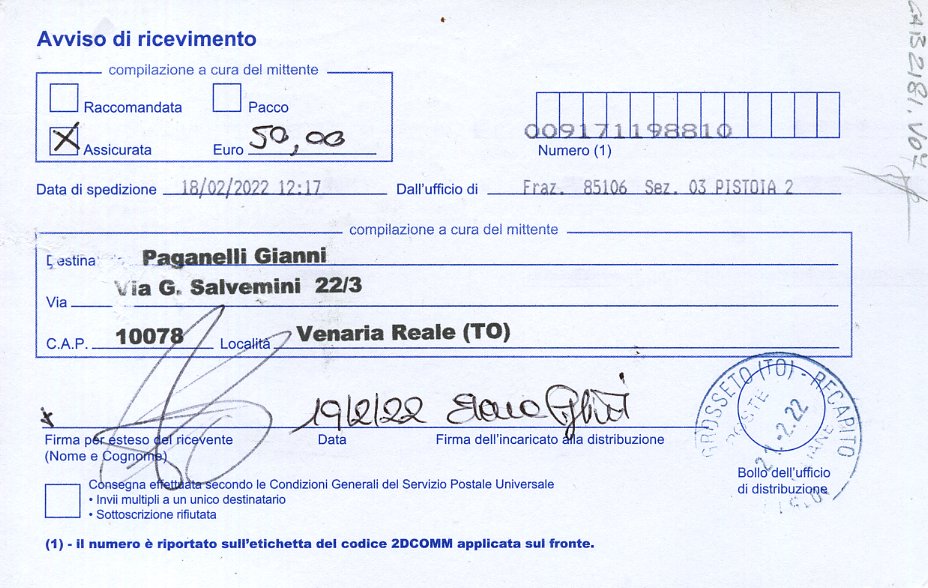 Avviso di ricevimento
compilazione a cura del mittente
Raccomandata Pacco
X Assicurata Euro 50,00
009171198810
Numero (1)
Data di spedizione 18/02/2022 12:17 Dall'ufficio di Fraz. 85106 Sez. 03 PISTOIA 2
compilazione a cura del mittente
Destina Paganelli Gianni
Via Via G. Salvemini 22/3
C.A.P. 10078 Località Venaria Reale (TO)
19/2/22
Firma per esteso del ricevente Data Firma dell'incaricato alla distribuzione
(Nome e Cognome)
GROSSETO (TO) - RECAPITO
.2.22
Bollo dell'ufficio
di distribuzione
Consegna effettuata secondo le Condizioni Generali del Servizio Postale Universale
• Invii multipli a un unico destinatario
• Sottoscrizione rifiutata
(1) - il numero è riportato sull'etichetta del codice 2DCOMM applicata sul fronte.